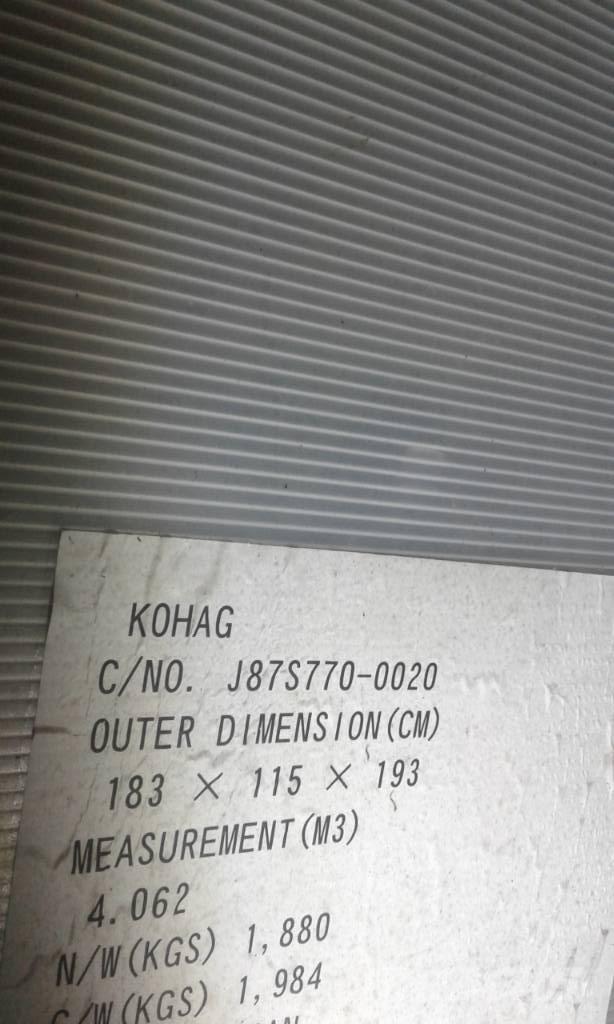 KOHAG
C/NO. J87S770-0020
OUTER DIMENSION(CM)
183 × 115 × 193
MEASUREMENT(M3)
4.062
N/W(KGS) 1,880
G/W(KGS) 1,984